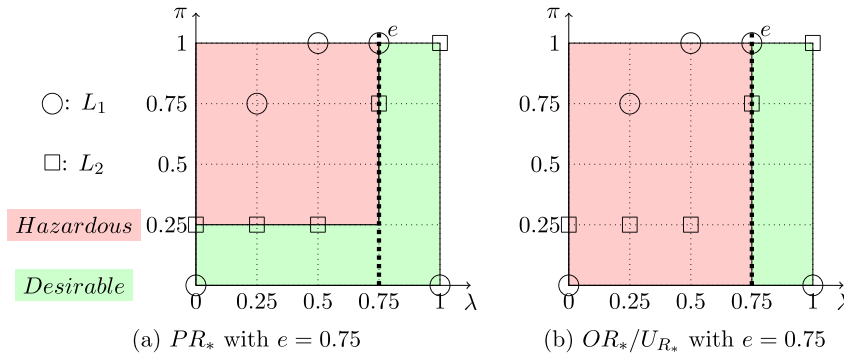 π
e
1
0.75
0.5
0.25
0
0.25
0.5
0.75
1
λ
(a) PR* with e = 0.75
: L1
: L2
Hazardous
Desirable
π
e
1
0.75
0.5
0.25
0
0.25
0.5
0.75
1
λ
(b) OR*/U_R* with e = 0.75